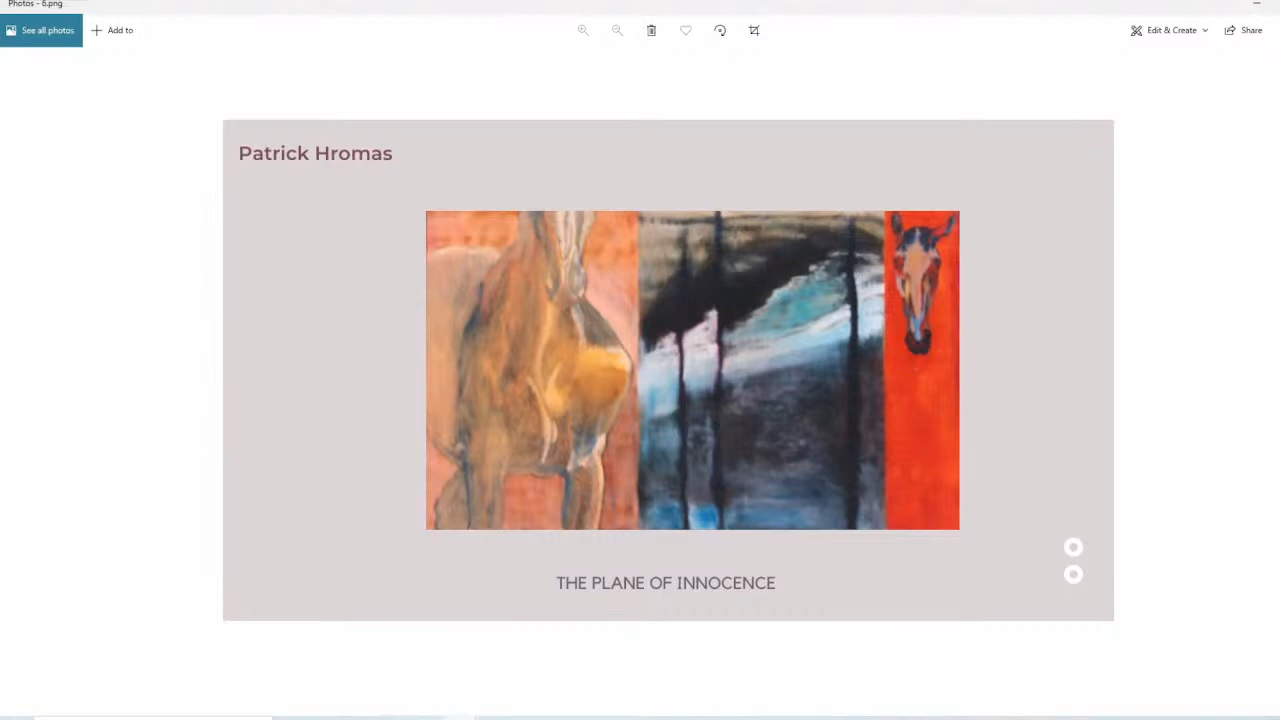 Photos - 6.png
See all photos
Add to
Edit & Create
Share
Patrick Hromas
THE PLANE OF INNOCENCE